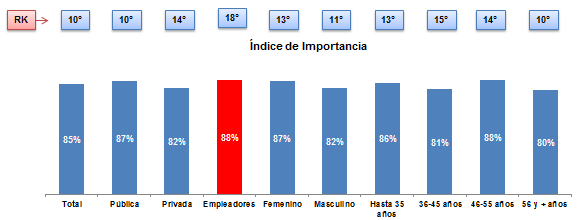 RK 10° 10° 14° 18° 13° 11° 13° 15° 14° 10°
Índice de Importancia
85% 87% 82% 88% 87% 82% 86% 81% 88% 80%
Total Pública Privada Empleadores Femenino Masculino Hasta 35 años 36-45 años 46-55 años 56 y + años